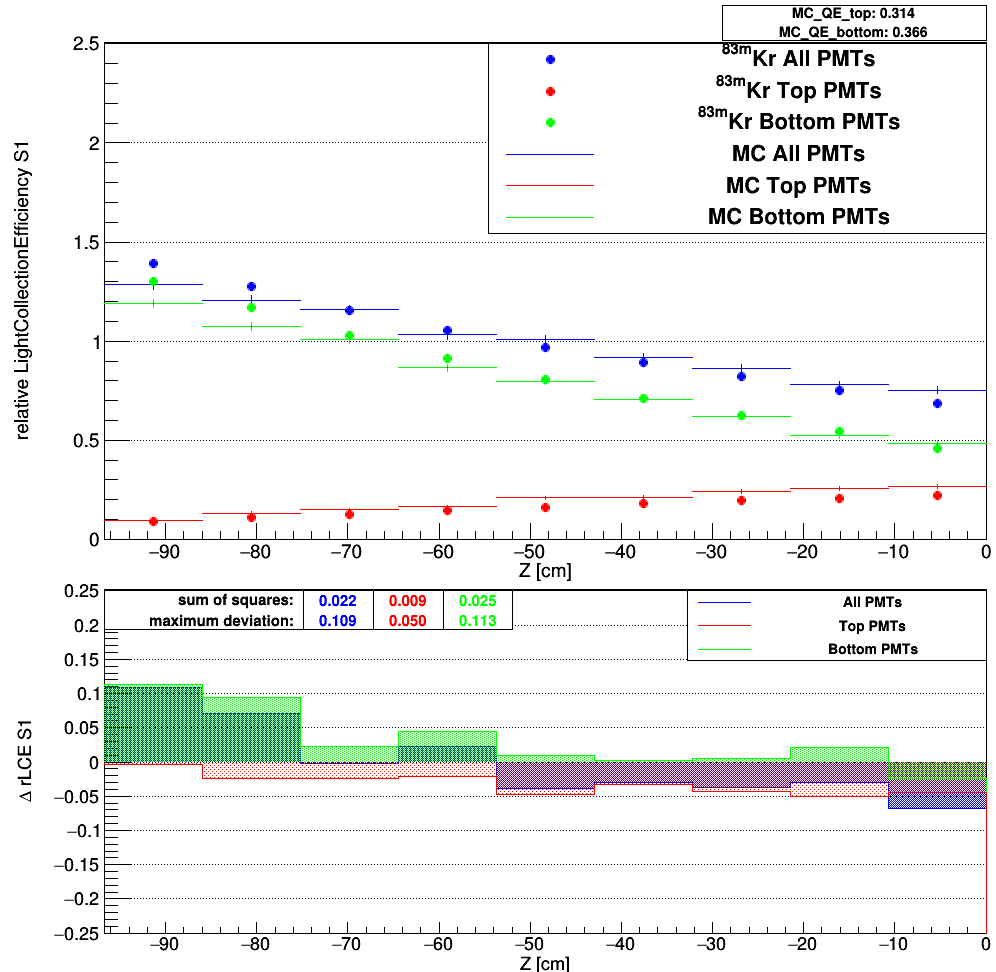 MC_QE_top: 0.314
MC_QE_bottom: 0.366
2.5
2
1.5
1
0.5
0
relative LightCollectionEfficiency S1
83mKr All PMTs
83mKr Top PMTs
83mKr Bottom PMTs
MC All PMTs
MC Top PMTs
MC Bottom PMTs
−90 −80 −70 −60 −50 −40 −30 −20 −10 0
Z [cm]
sum of squares: 0.022 0.009 0.025
maximum deviation: 0.109 0.050 0.113
All PMTs
Top PMTs
Bottom PMTs
0.25
0.2
0.15
0.1
0.05
0
−0.05
−0.1
−0.15
−0.2
−0.25
Δ rLCE S1
−90 −80 −70 −60 −50 −40 −30 −20 −10 0
Z [cm]